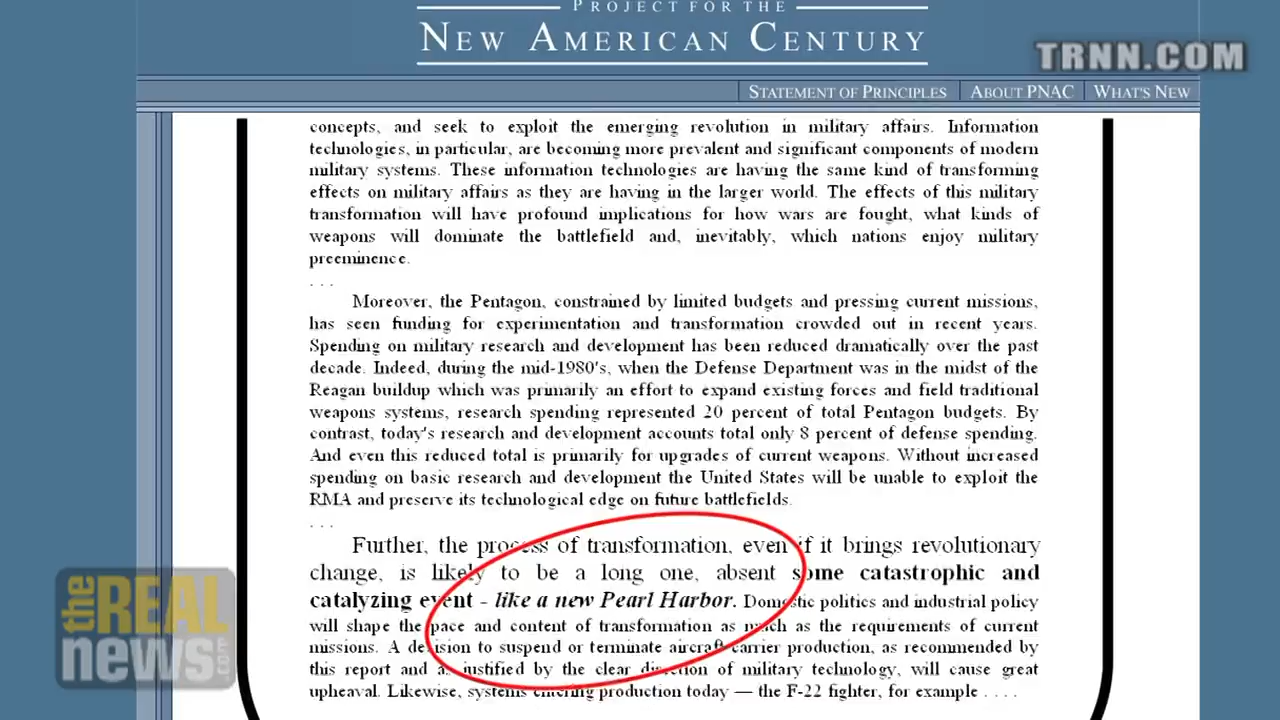 PROJECT FOR THE
NEW AMERICAN CENTURY
TRNN.COM
STATEMENT OF PRINCIPLES ABOUT PNAC WHAT'S NEW
concepts, and seek to exploit the emerging revolution in military affairs. Information
technologies, in particular, are becoming more prevalent and significant components of modern
military systems. These information technologies are having the same kind of transforming
effects on military affairs as they are having in the larger world. The effects of this military
transformation will have profound implications for how wars are fought, what kinds of
weapons will dominate the battlefield and, inevitably, which nations enjoy military
preeminence.
. . .
Moreover, the Pentagon, constrained by limited budgets and pressing current missions,
has seen funding for experimentation and transformation crowded out in recent years.
Spending on military research and development has been reduced dramatically over the past
decade. Indeed, during the mid-1980's, when the Defense Department was in the midst of the
Reagan buildup which was primarily an effort to expand existing forces and field traditional
weapons systems, research spending represented 20 percent of total Pentagon budgets. By
contrast, today's research and development accounts total only 8 percent of defense spending.
And even this reduced total is primarily for upgrades of current weapons. Without increased
spending on basic research and development the United States will be unable to exploit the
RMA and preserve its technological edge on future battlefields.
. . .
Further, the process of transformation, even if it brings revolutionary
change, is likely to be a long one, absent some catastrophic and
catalyzing event - like a new Pearl Harbor. Domestic politics and industrial policy
will shape the pace and content of transformation as much as the requirements of current
missions. A decision to suspend or terminate aircraft carrier production, as recommended by
this report and as justified by the clear direction of military technology, will cause great
upheaval. Likewise, systems entering production today — the F-22 fighter, for example . . . .
the REAL
news.com